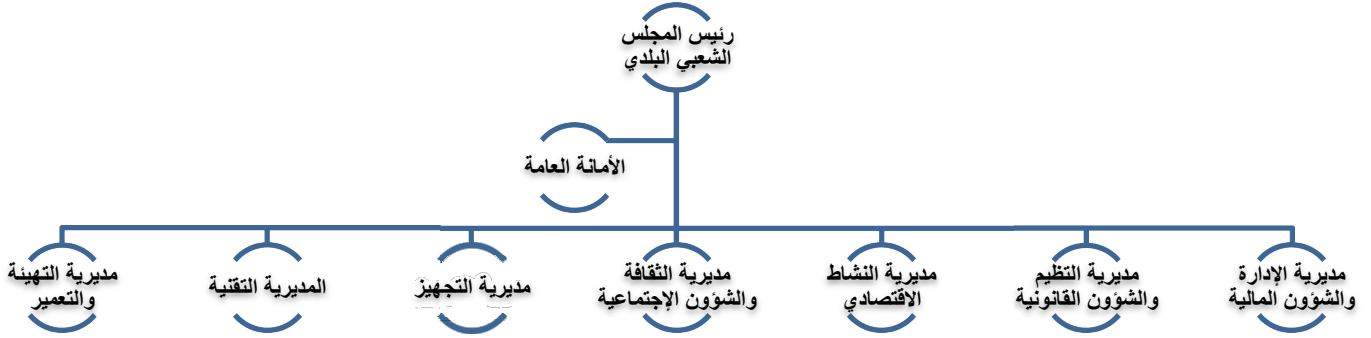 رئيس المجلس
الشعبي البلدي
الأمانة العامة
مديرية الإدارة
والشؤون المالية
مديرية التظيم
والشؤون القانونية
مديرية النشاط
الاقتصادي
مديرية الثقافة
والشؤون الإجتماعية
مديرية التجهيز
المديرية التقنية
مديرية التهيئة
والتعمير